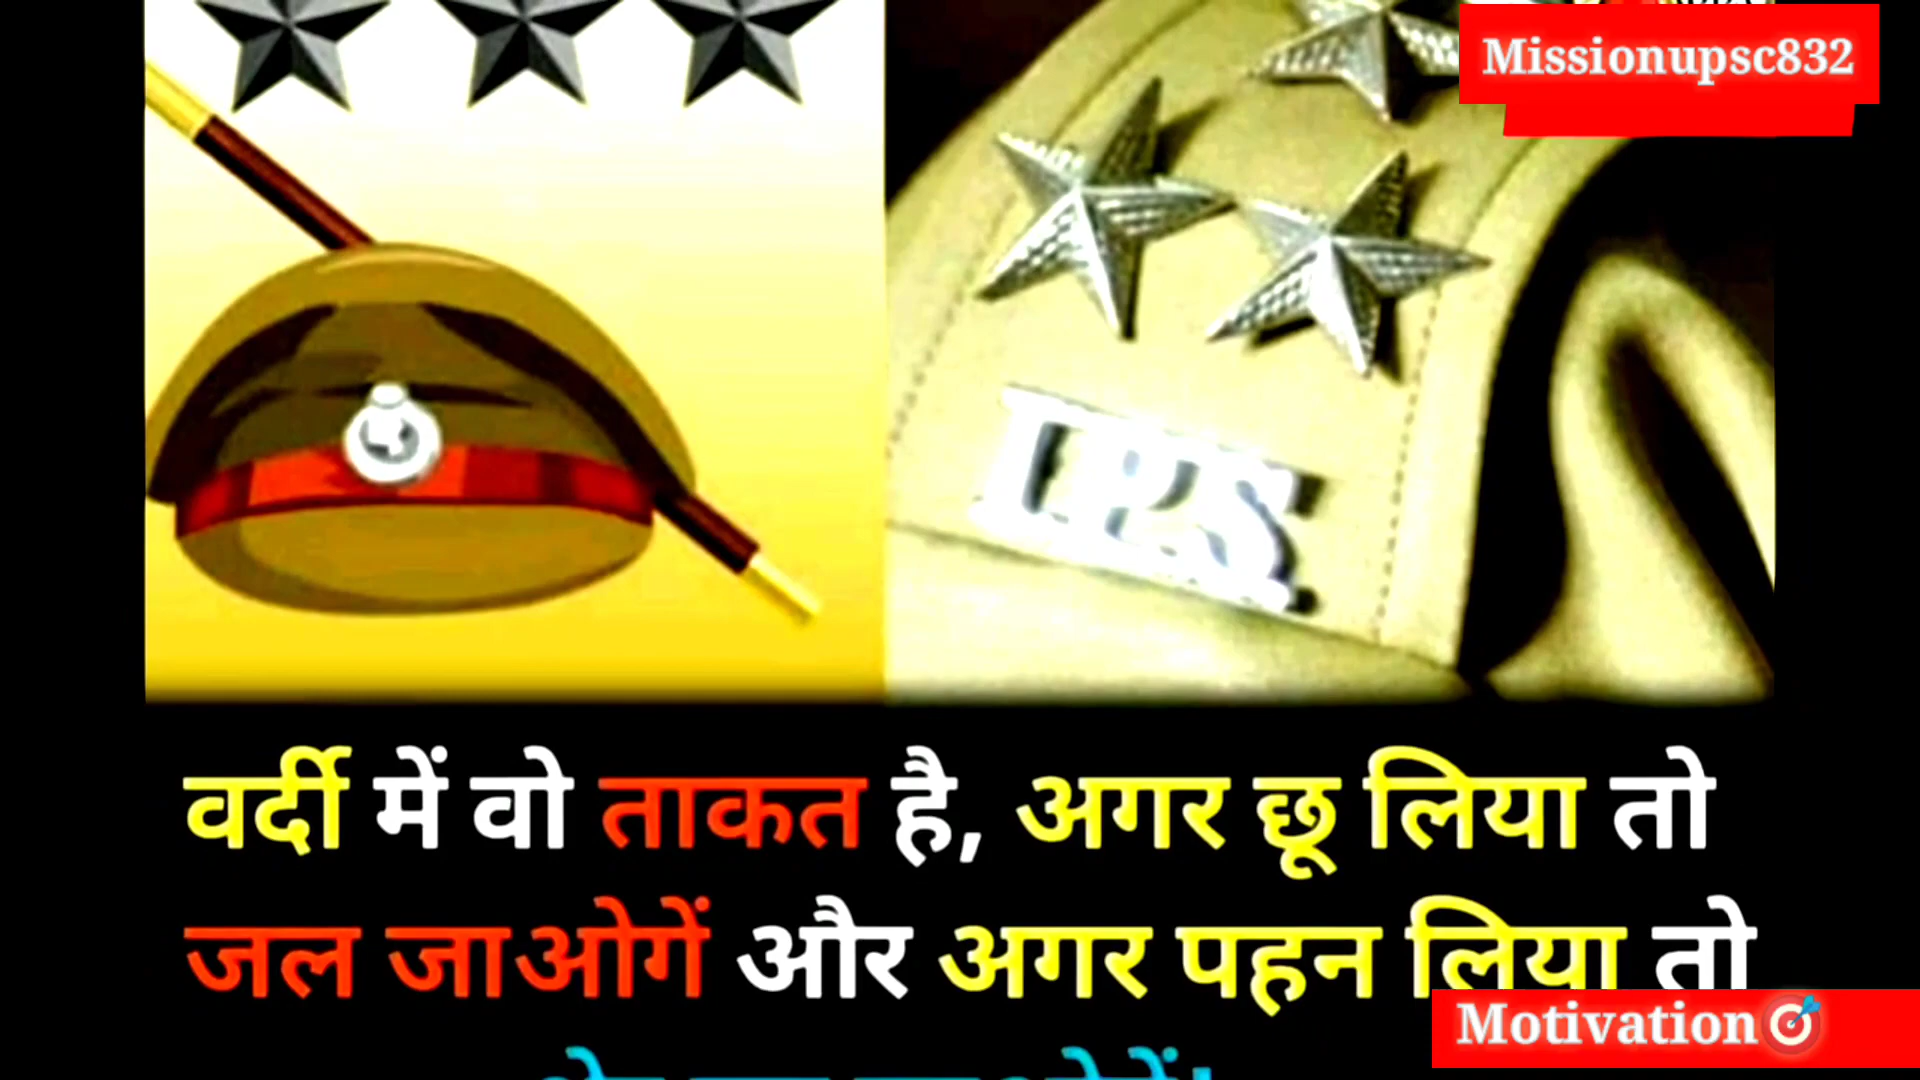 Missionupsc832
IPS
वर्दी में वो ताकत है, अगर छू लिया तो
जल जाओगें और अगर पहन लिया तो
Motivation🎯